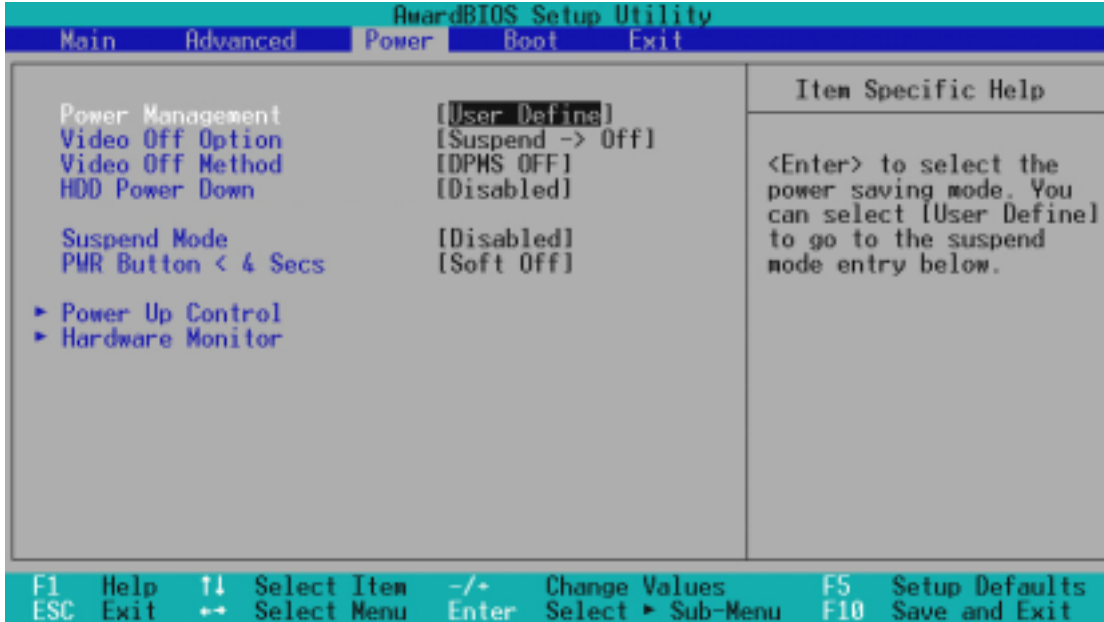 AwardBIOS Setup Utility
Main Advanced Power Boot Exit
Power Management [User Define]
Video Off Option [Suspend -> Off]
Video Off Method [DPMS OFF]
HDD Power Down [Disabled]
Suspend Mode [Disabled]
PWR Button < 4 Secs [Soft Off]
► Power Up Control
► Hardware Monitor
Item Specific Help
<Enter> to select the
power saving mode. You
can select [User Define]
to go to the suspend
mode entry below.
F1 Help ↑↓ Select Item -/+ Change Values F5 Setup Defaults
ESC Exit ←→ Select Menu Enter Select ► Sub-Menu F10 Save and Exit